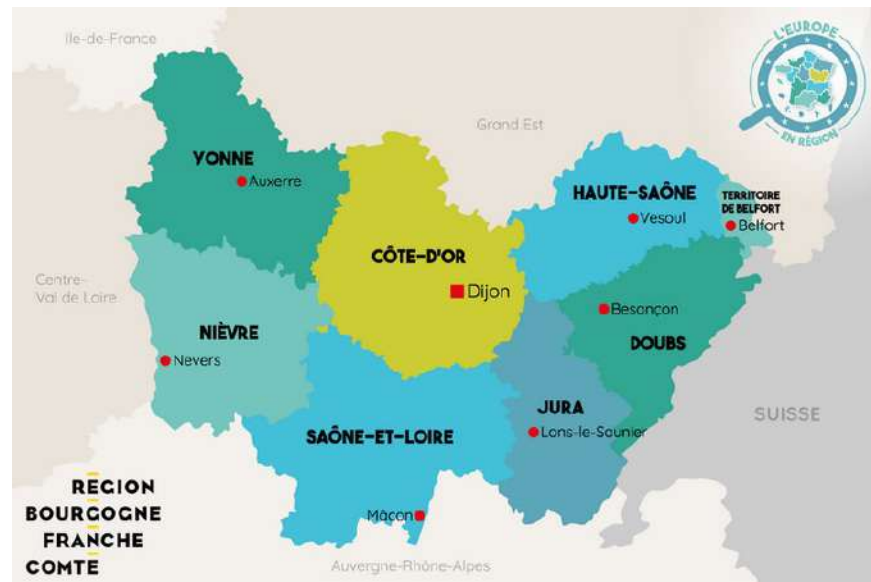 Ile-de-France
L'EUROPE
EN RÉGION
Grand Est
YONNE
Auxerre
HAUTE-SAÔNE
Vesoul
TERRITOIRE
DE BELFORT
Belfort
CÔTE-D'OR
Dijon
Centre-
Val de Loire
Besançon
NIÈVRE
Nevers
DOUBS
JURA
Lons-le-Saunier
SUISSE
SAÔNE-ET-LOIRE
Mâcon
RÉGION
BOURGOGNE
FRANCHE
COMTÉ
Auvergne-Rhône-Alpes